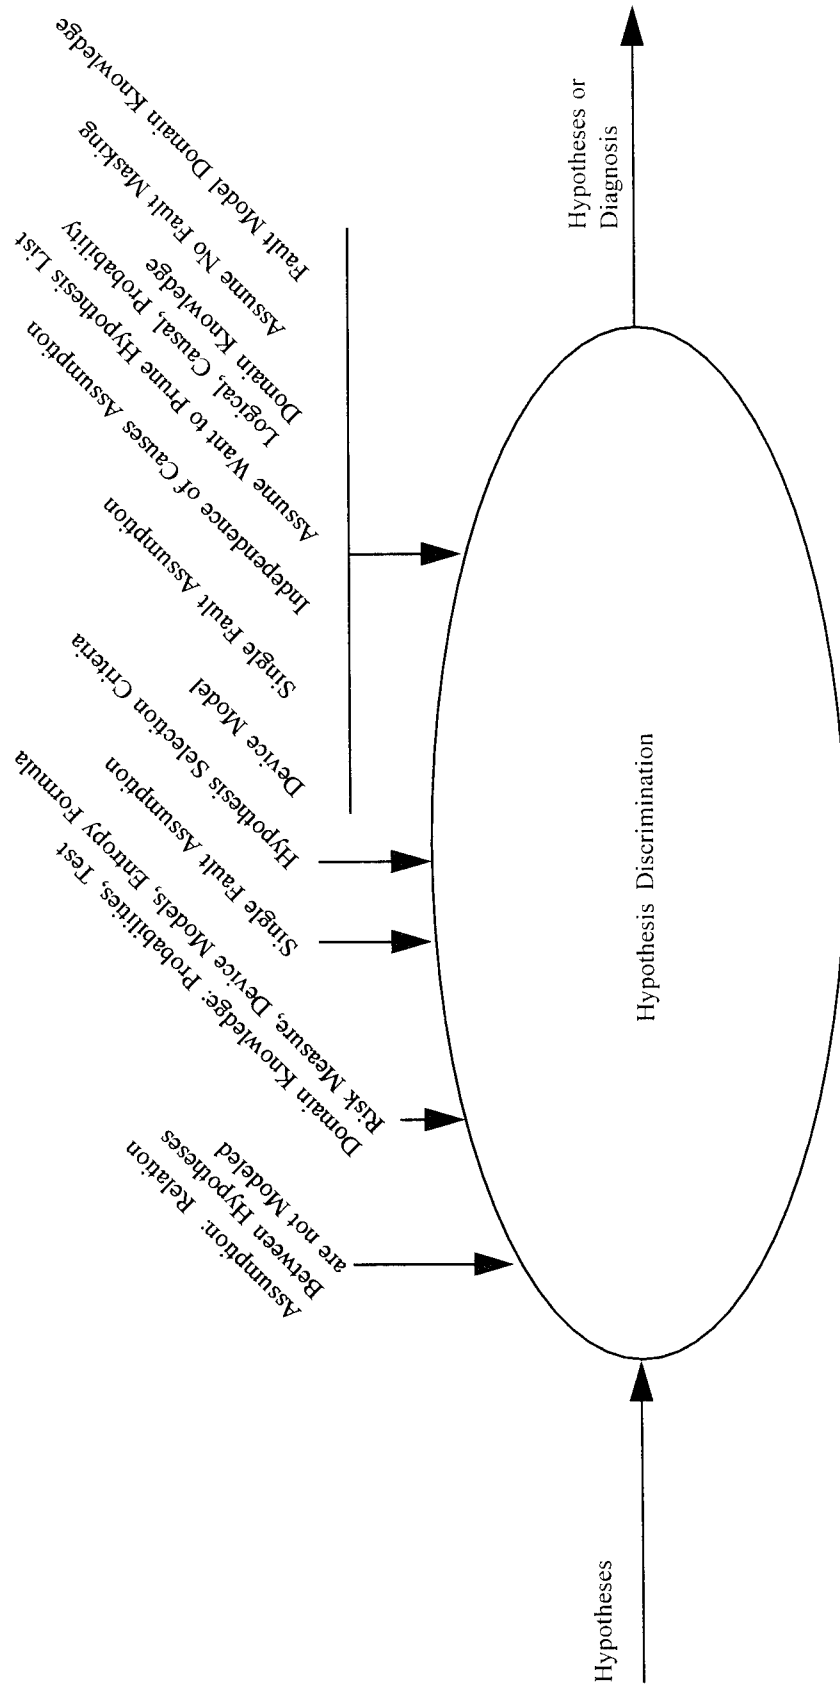 Assumption: Relation
Between Hypotheses
are not Modeled
Domain Knowledge: Probabilities, Test
Risk Measure, Device Models, Entropy Formula
Single Fault Assumption
Hypothesis Selection Criteria
Device Model
Single Fault Assumption
Independence of Causes Assumption
Assume Want to Prune Hypothesis List
Logical, Causal, Probability
Domain Knowledge
Assume No Fault Masking
Fault Model Domain Knowledge
Hypotheses
Hypothesis Discrimination
Hypotheses or
Diagnosis